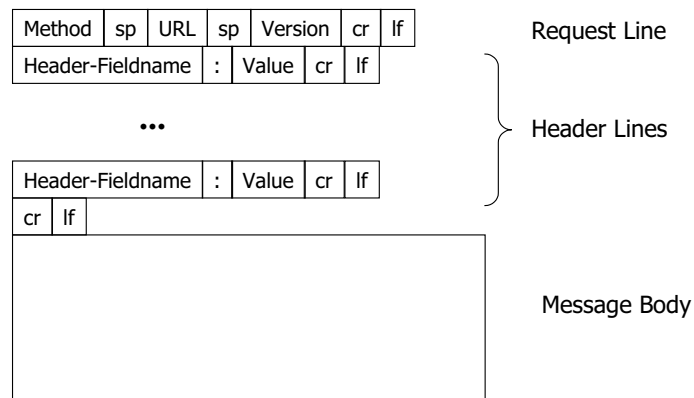 Method sp URL sp Version cr lf Request Line
Header-Fieldname : Value cr lf
... Header Lines
Header-Fieldname : Value cr lf
cr lf
Message Body